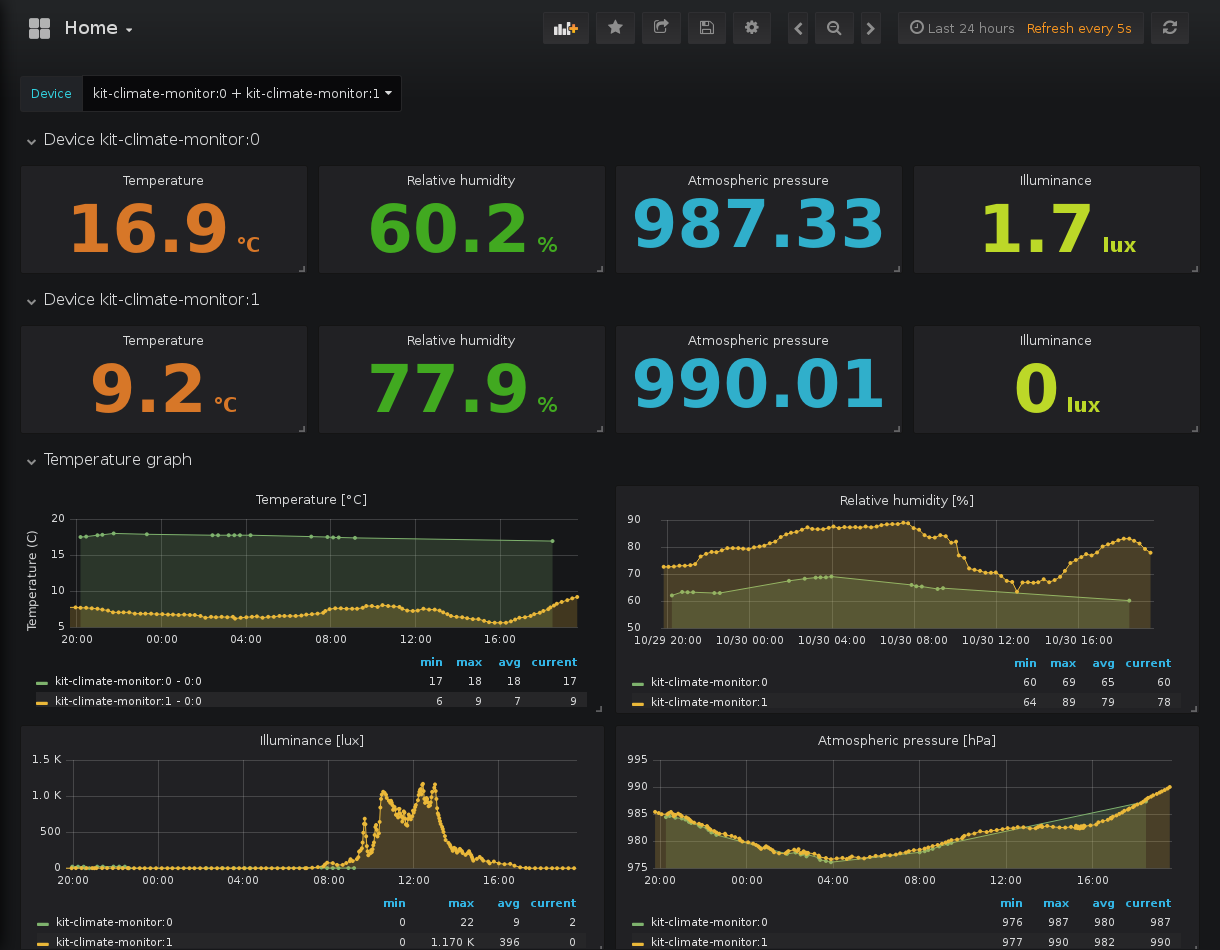 Home
Last 24 hours Refresh every 5s
Device kit-climate-monitor:0 + kit-climate-monitor:1
Device kit-climate-monitor:0
Temperature Relative humidity Atmospheric pressure Illuminance
16.9 °C 60.2 % 987.33 1.7 lux
Device kit-climate-monitor:1
Temperature Relative humidity Atmospheric pressure Illuminance
9.2 °C 77.9 % 990.01 0 lux
Temperature graph
Temperature [°C]
Temperature (C)
20
15
10
5
20:00 00:00 04:00 08:00 12:00 16:00
min max avg current
kit-climate-monitor:0 - 0:0 17 18 18 17
kit-climate-monitor:1 - 0:0 6 9 7 9
Relative humidity [%]
90
80
70
60
50
10/29 20:00 10/30 00:00 10/30 04:00 10/30 08:00 10/30 12:00 10/30 16:00
min max avg current
kit-climate-monitor:0 60 69 65 60
kit-climate-monitor:1 64 89 79 78
Illuminance [lux]
1.5 K
1.0 K
500
0
20:00 00:00 04:00 08:00 12:00 16:00
min max avg current
kit-climate-monitor:0 0 22 9 2
kit-climate-monitor:1 0 1.170 K 396 0
Atmospheric pressure [hPa]
995
990
985
980
975
20:00 00:00 04:00 08:00 12:00 16:00
min max avg current
kit-climate-monitor:0 976 987 980 987
kit-climate-monitor:1 977 990 982 990